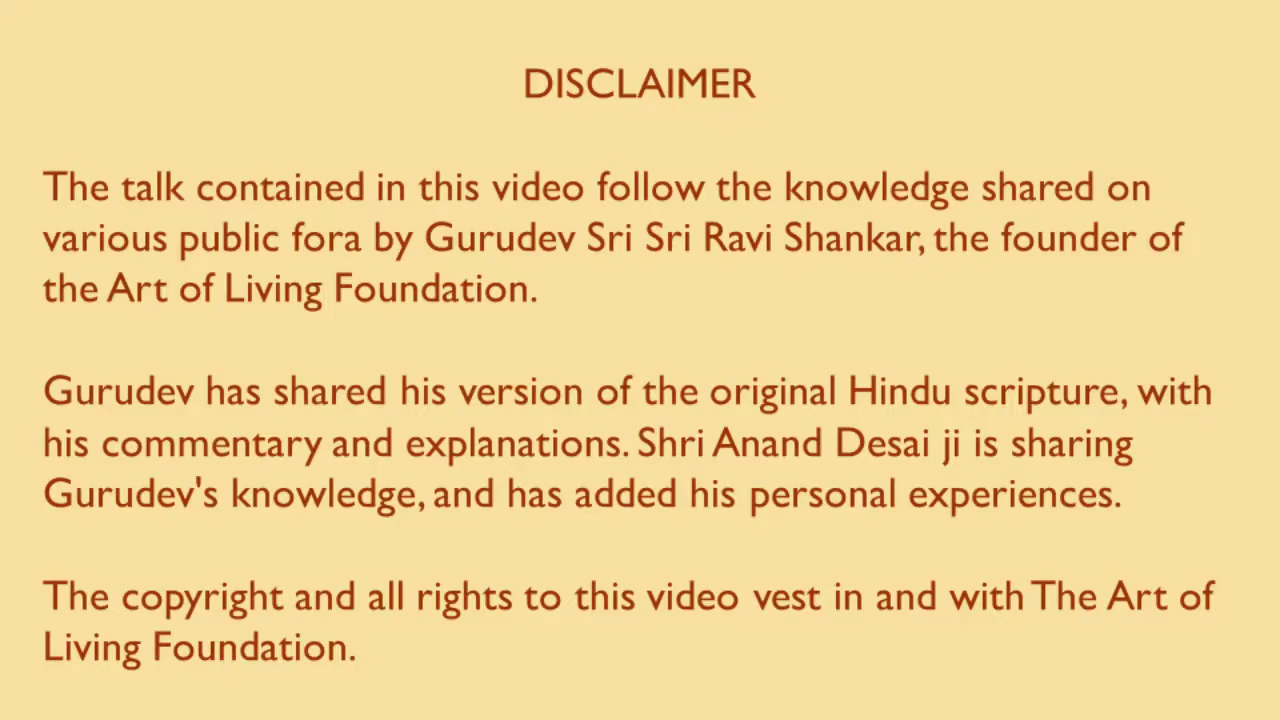 DISCLAIMER
The talk contained in this video follow the knowledge shared on
various public fora by Gurudev Sri Sri Ravi Shankar, the founder of
the Art of Living Foundation.
Gurudev has shared his version of the original Hindu scripture, with
his commentary and explanations. Shri Anand Desai ji is sharing
Gurudev's knowledge, and has added his personal experiences.
The copyright and all rights to this video vest in and with The Art of
Living Foundation.